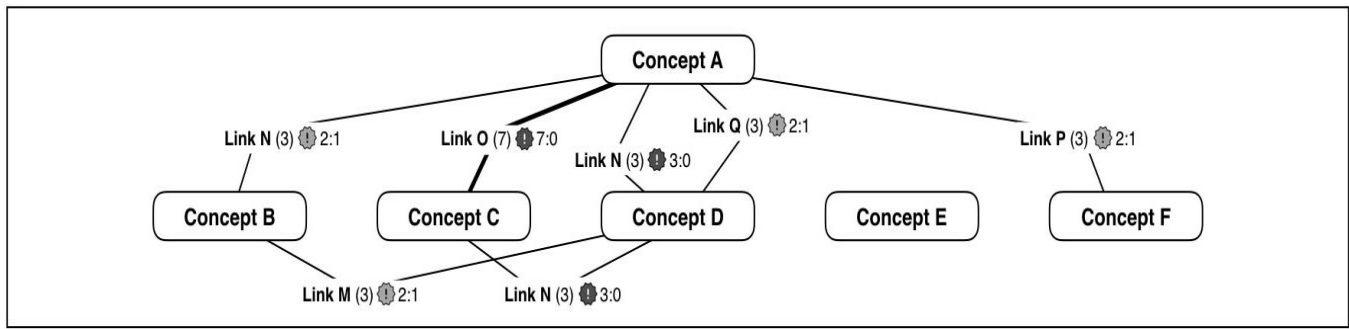 Concept A
Link N (3) ! 2:1
Link O (7) ! 7:0
Link N (3) ! 3:0
Link Q (3) ! 2:1
Link P (3) ! 2:1
Concept B
Concept C
Concept D
Concept E
Concept F
Link M (3) ! 2:1
Link N (3) ! 3:0